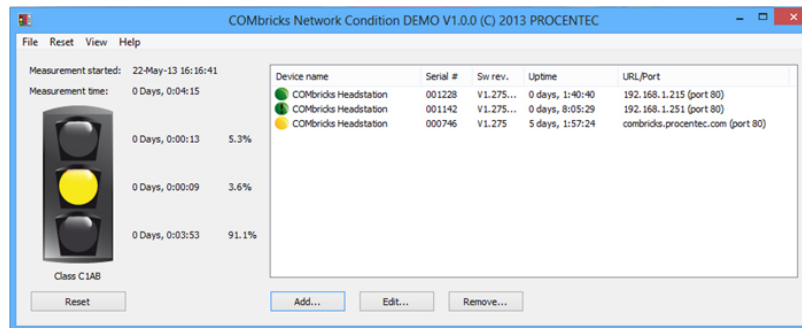 COMbricks Network Condition DEMO V1.0.0 (C) 2013 PROCENTEC
File Reset View Help
Measurement started: 22-May-13 16:16:41
Measurement time: 0 Days, 0:04:15
0 Days, 0:00:13 5.3%
0 Days, 0:00:09 3.6%
0 Days, 0:03:53 91.1%
Class C1AB
Reset
Device name Serial # Sw rev. Uptime URL/Port
COMbricks Headstation 001228 V1.275... 0 days, 1:40:40 192.168.1.215 (port 80)
COMbricks Headstation 001142 V1.275... 0 days, 8:05:29 192.168.1.251 (port 80)
COMbricks Headstation 000746 V1.275 5 days, 1:57:24 combricks.procentec.com (port 80)
Add... Edit... Remove...